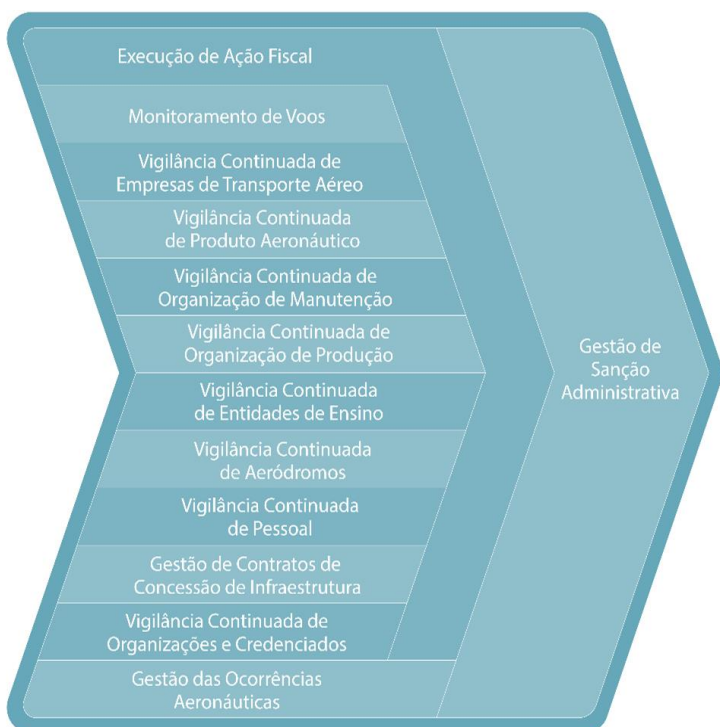 Execução de Ação Fiscal
Monitoramento de Voos
Vigilância Continuada de
Empresas de Transporte Aéreo
Vigilância Continuada
de Produto Aeronáutico
Vigilância Continuada de
Organização de Manutenção
Vigilância Continuada de
Organização de Produção
Vigilância Continuada
de Entidades de Ensino
Vigilância Continuada
de Aeródromos
Vigilância Continuada
de Pessoal
Gestão de Contratos de
Concessão de Infraestrutura
Vigilância Continuada de
Organizações e Credenciados
Gestão das Ocorrências
Aeronáuticas
Gestão de
Sanção
Administrativa